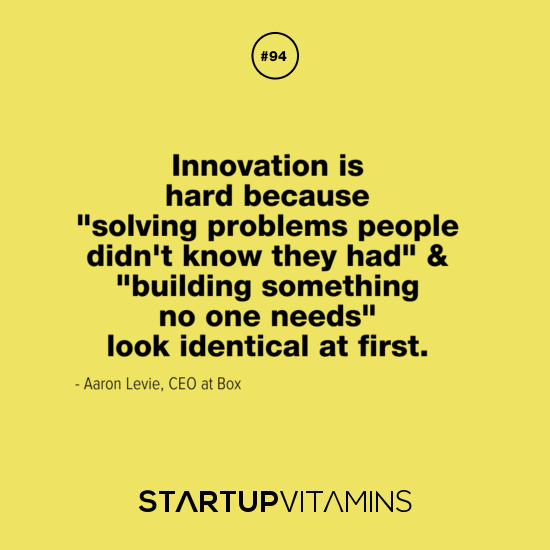 #94
Innovation is
hard because
"solving problems people
didn't know they had" &
"building something
no one needs"
look identical at first.
- Aaron Levie, CEO at Box
STARTUPVITAMINS